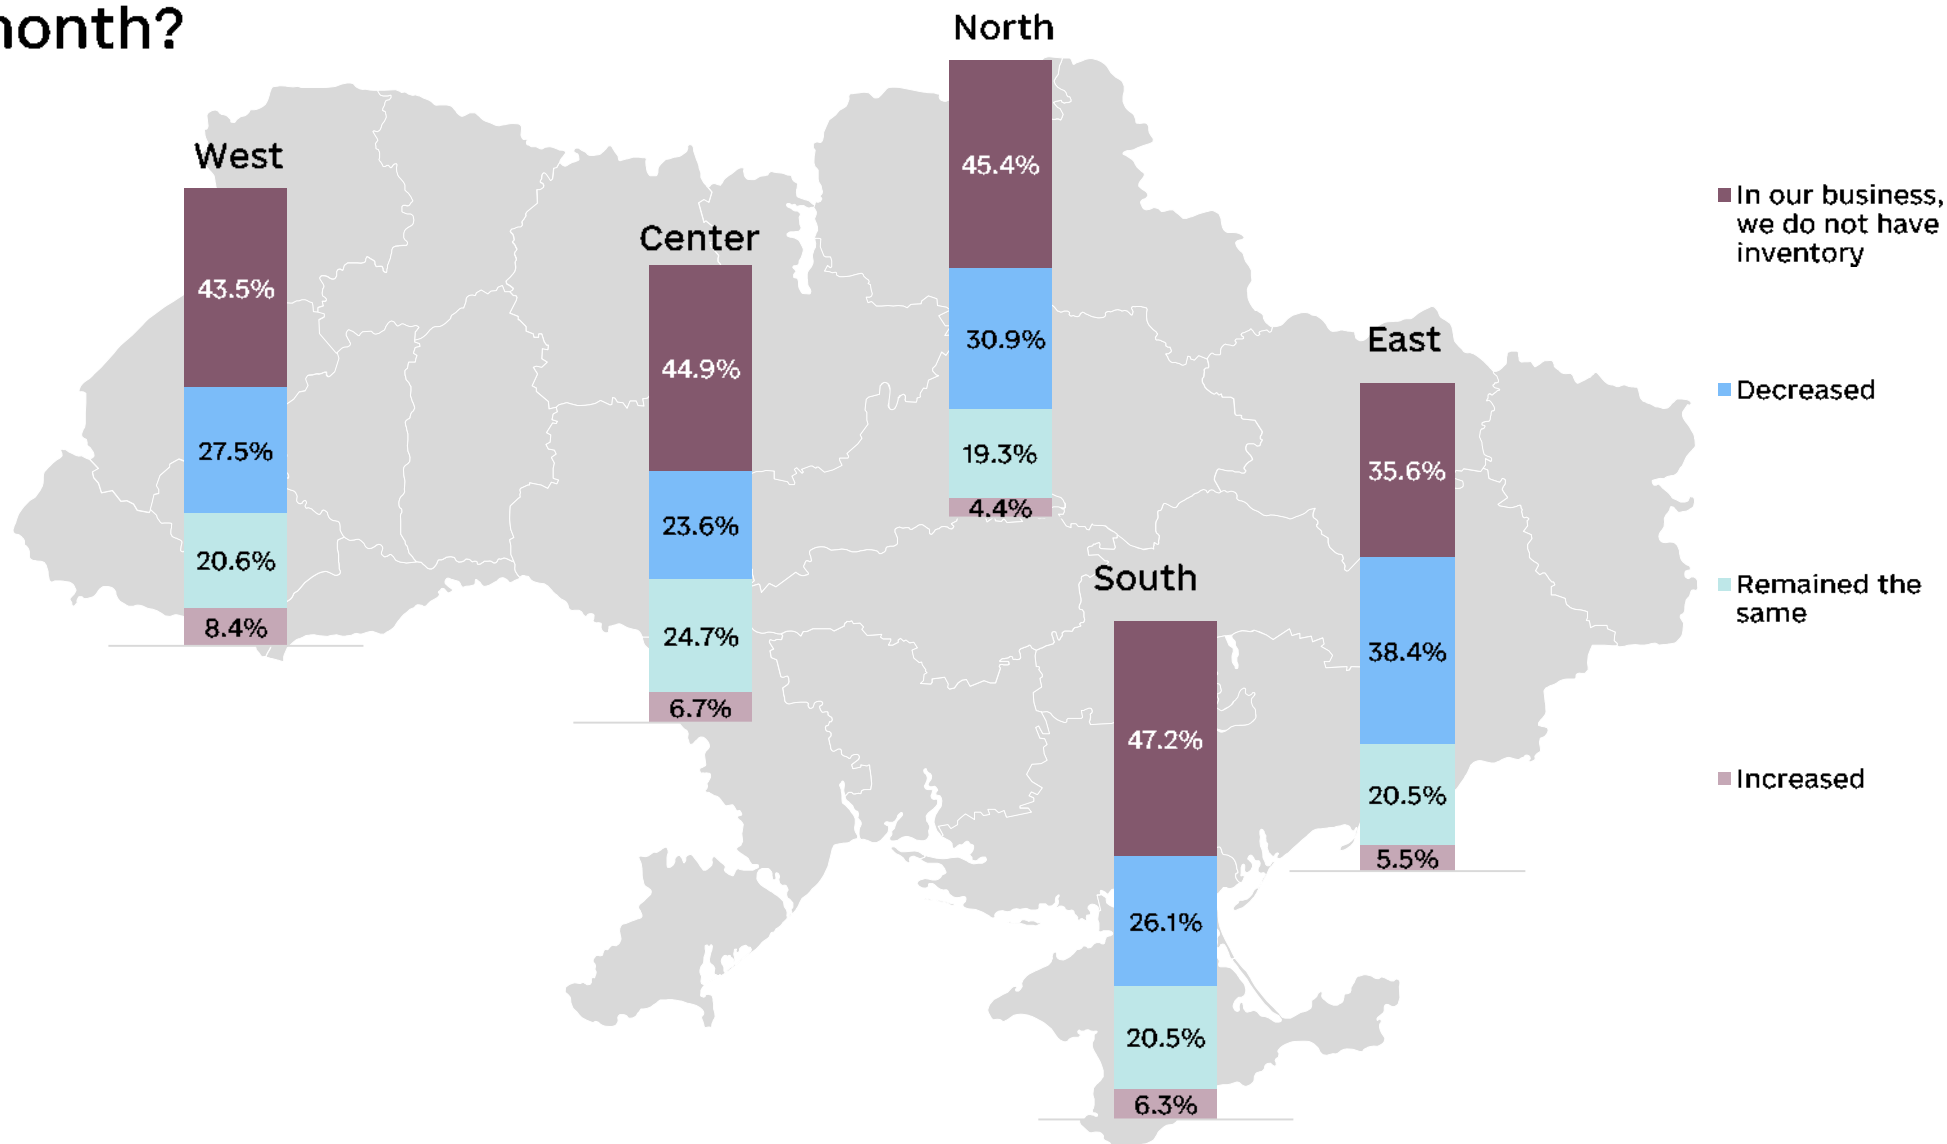 month?
North
45.4%
30.9%
19.3%
4.4%
West
43.5%
27.5%
20.6%
8.4%
Center
44.9%
23.6%
24.7%
6.7%
South
47.2%
26.1%
20.5%
6.3%
East
35.6%
38.4%
20.5%
5.5%
In our business,
we do not have
inventory
Decreased
Remained the
same
Increased